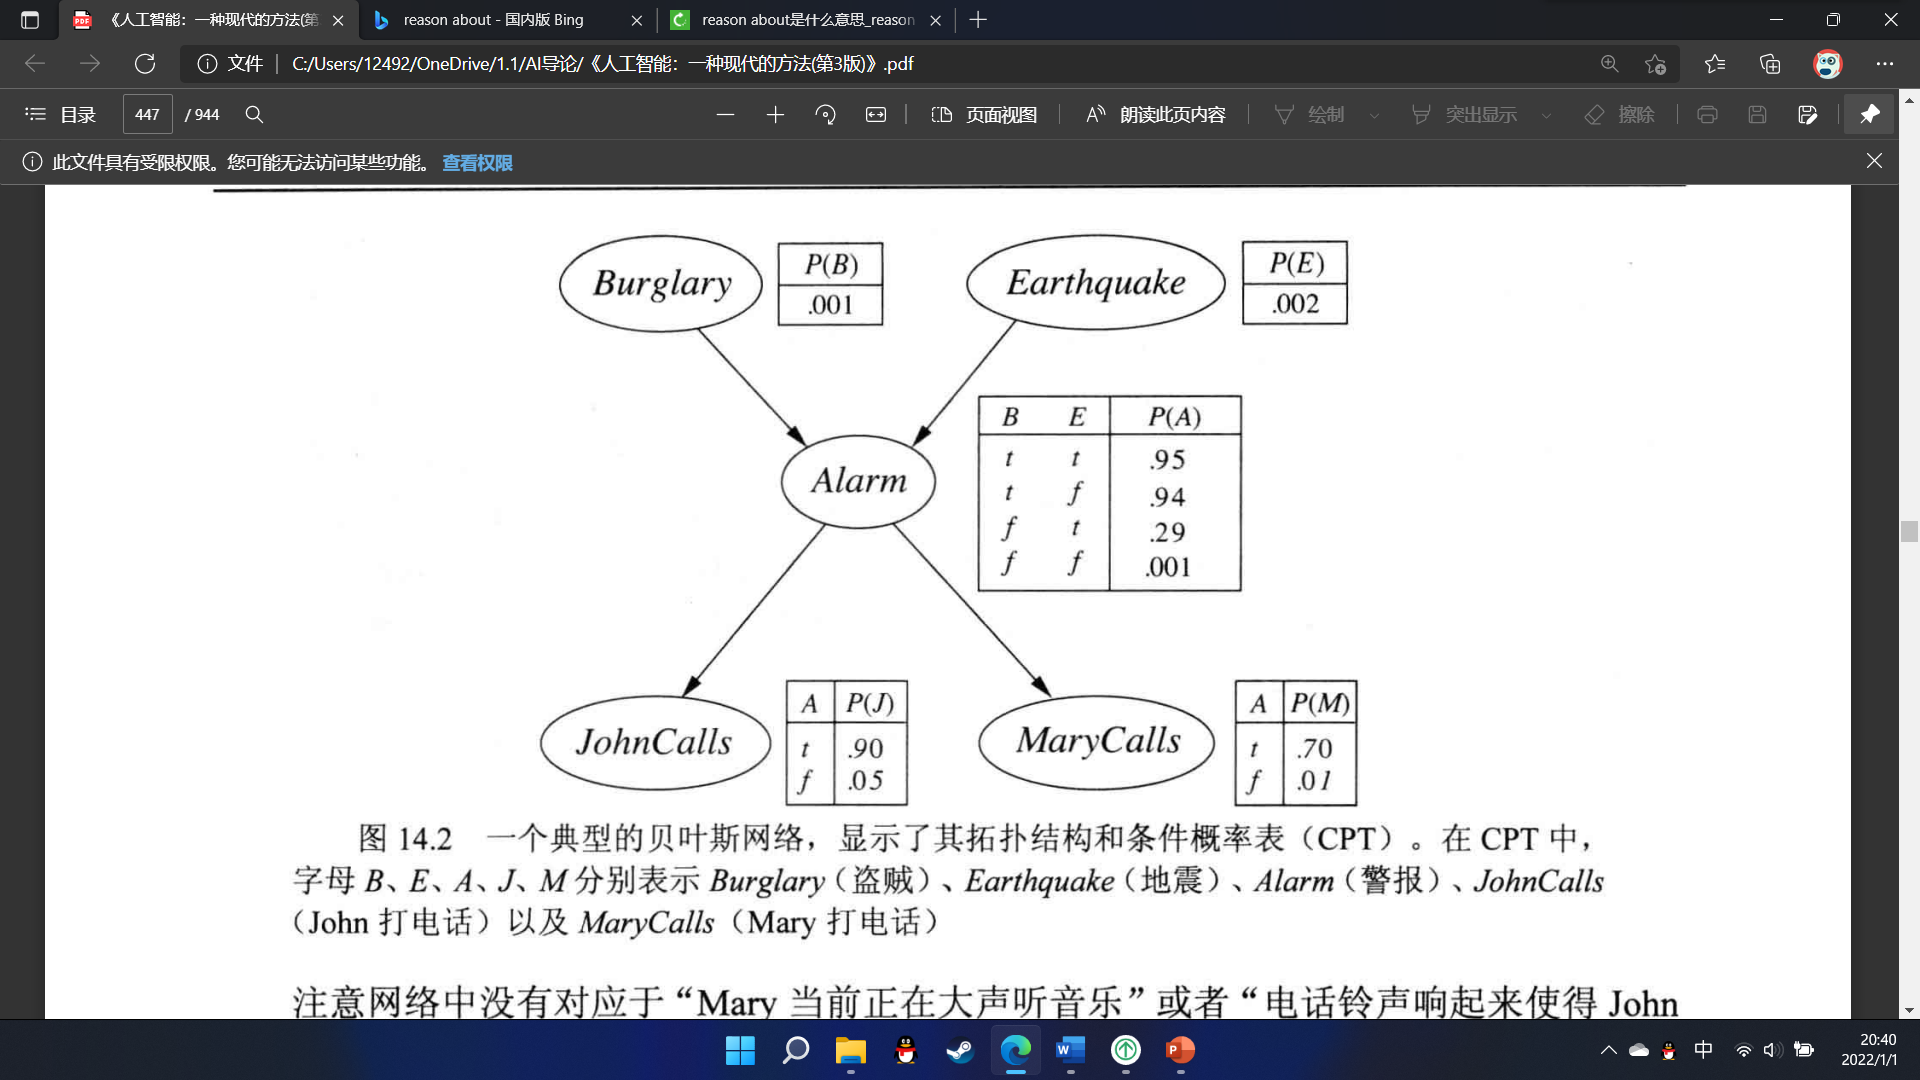 《人工智能：一种现代的方法(第
reason about - 国内版 Bing
reason about是什么意思_reason
文件
C:/Users/12492/OneDrive/1.1/AI导论/《人工智能：一种现代的方法(第3版)》.pdf
目录
447
/ 944
页面视图
朗读此页内容
绘制
突出显示
擦除
此文件具有受限权限。您可能无法访问某些功能。 查看权限
Burglary
P(B)
.001
Earthquake
P(E)
.002
Alarm
B E P(A)
t t .95
t f .94
f t .29
f f .001
JohnCalls
A P(J)
t .90
f .05
MaryCalls
A P(M)
t .70
f .01
图 14.2 一个典型的贝叶斯网络，显示了其拓扑结构和条件概率表（CPT）。在 CPT 中，
字母 B、E、A、J、M 分别表示 Burglary（盗贼）、Earthquake（地震）、Alarm（警报）、JohnCalls
（John 打电话）以及 MaryCalls（Mary 打电话）
注意网络中没有对应于“Mary 当前正在大声听音乐”或者“电话铃声响起来使得 John
中
20:40
2022/1/1